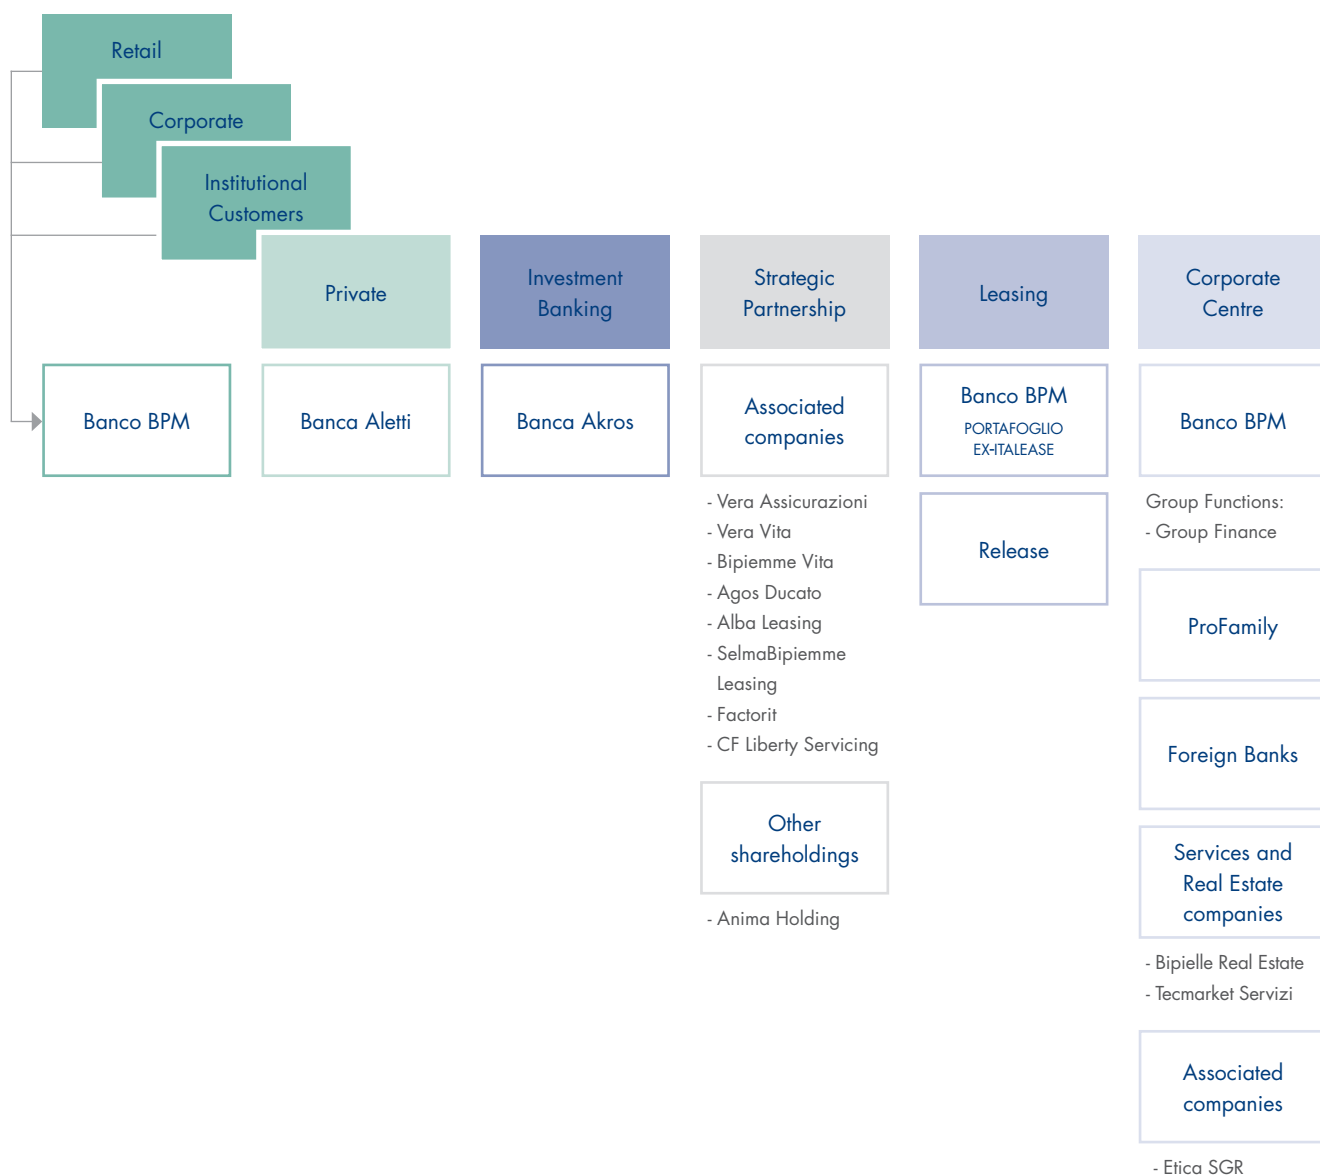 Retail
Corporate
Institutional
Customers
Private
Investment
Banking
Strategic
Partnership
Leasing
Corporate
Centre
Banco BPM
Banca Aletti
Banca Akros
Associated
companies
- Vera Assicurazioni
- Vera Vita
- Bipiemme Vita
- Agos Ducato
- Alba Leasing
- SelmaBipiemme
Leasing
- Factorit
- CF Liberty Servicing
Other
shareholdings
- Anima Holding
Banco BPM
PORTAFOGLIO
EX-ITALEASE
Release
Banco BPM
Group Functions:
- Group Finance
ProFamily
Foreign Banks
Services and
Real Estate
companies
- Bipielle Real Estate
- Tecmarket Servizi
Associated
companies
- Etica SGR